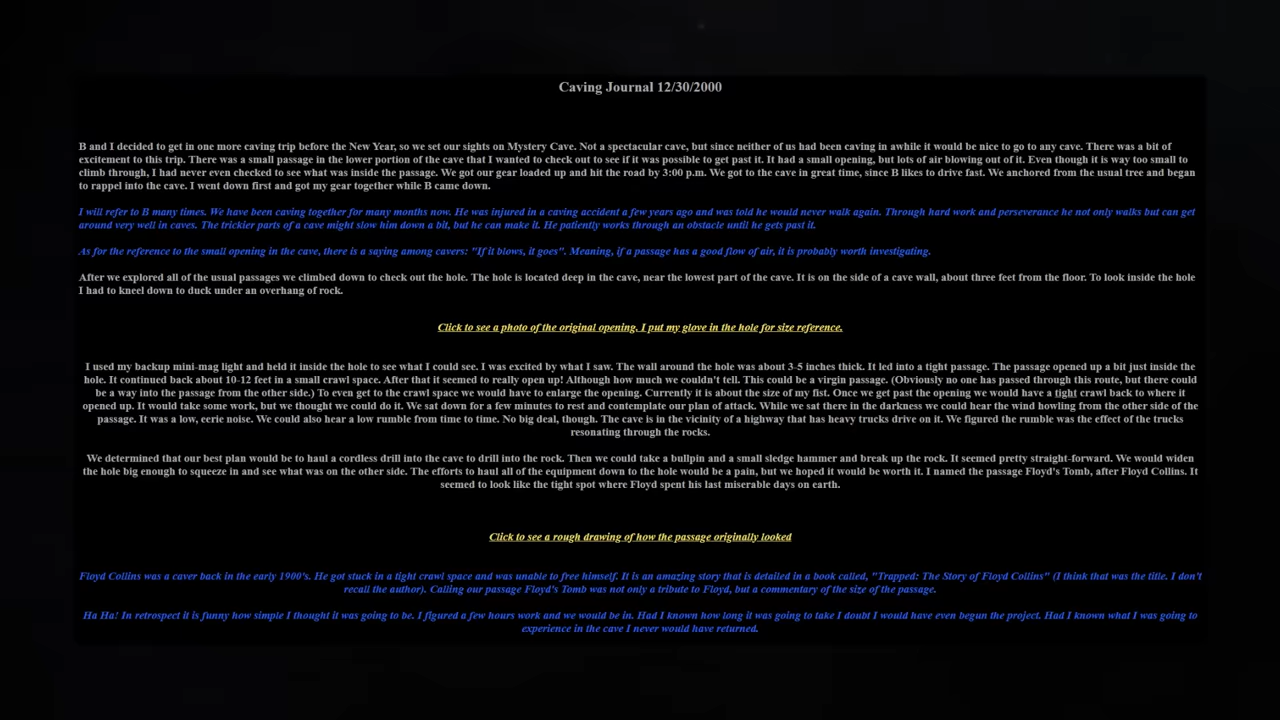 Caving Journal 12/30/2000
B and I decided to get in one more caving trip before the New Year, so we set our sights on Mystery Cave. Not a spectacular cave, but since neither of us had been caving in awhile it would be nice to go to any cave. There was a bit of
excitement to this trip. There was a small passage in the lower portion of the cave that I wanted to check out to see if it was possible to get past it. It had a small opening, but lots of air blowing out of it. Even though it is way too small to
climb through, I had never even checked to see what was inside the passage. We got our gear loaded up and hit the road by 3:00 p.m. We got to the cave in great time, since B likes to drive fast. We anchored from the usual tree and began
to rappel into the cave. I went down first and got my gear together while B came down.
I will refer to B many times. We have been caving together for many months now. He was injured in a caving accident a few years ago and was told he would never walk again. Through hard work and perseverance he not only walks but can get
around very well in caves. The trickier parts of a cave might slow him down a bit, but he can make it. He patiently works through an obstacle until he gets past it.
As for the reference to the small opening in the cave, there is a saying among cavers: "If it blows, it goes". Meaning, if a passage has a good flow of air, it is probably worth investigating.
After we explored all of the usual passages we climbed down to check out the hole. The hole is located deep in the cave, near the lowest part of the cave. It is on the side of a cave wall, about three feet from the floor. To look inside the hole
I had to kneel down to duck under an overhang of rock.
Click to see a photo of the original opening. I put my glove in the hole for size reference.
I used my backup mini-mag light and held it inside the hole to see what I could see. I was excited by what I saw. The wall around the hole was about 3-5 inches thick. It led into a tight passage. The passage opened up a bit just inside the
hole. It continued back about 10-12 feet in a small crawl space. After that it seemed to really open up! Although how much we couldn't tell. This could be a virgin passage. (Obviously no one has passed through this route, but there could
be a way into the passage from the other side.) To even get to the crawl space we would have to enlarge the opening. Currently it is about the size of my fist. Once we get past the opening we would have a tight crawl back to where it
opened up. It would take some work, but we thought we could do it. We sat down for a few minutes to rest and contemplate our plan of attack. While we sat there in the darkness we could hear the wind howling from the other side of the
passage. It was a low, eerie noise. We could also hear a low rumble from time to time. No big deal, though. The cave is in the vicinity of a highway that has heavy trucks drive on it. We figured the rumble was the effect of the trucks
resonating through the rocks.
We determined that our best plan would be to haul a cordless drill into the cave to drill into the rock. Then we could take a bullpin and a small sledge hammer and break up the rock. It seemed pretty straight-forward. We would widen
the hole big enough to squeeze in and see what was on the other side. The efforts to haul all of the equipment down to the hole would be a pain, but we hoped it would be worth it. I named the passage Floyd's Tomb, after Floyd Collins. It
seemed to look like the tight spot where Floyd spent his last miserable days on earth.
Click to see a rough drawing of how the passage originally looked
Floyd Collins was a caver back in the early 1900's. He got stuck in a tight crawl space and was unable to free himself. It is an amazing story that is detailed in a book called, "Trapped: The Story of Floyd Collins" (I think that was the title. I don't
recall the author). Calling our passage Floyd's Tomb was not only a tribute to Floyd, but a commentary of the size of the passage.
Ha Ha! In retrospect it is funny how simple I thought it was going to be. I figured a few hours work and we would be in. Had I known how long it was going to take I doubt I would have even begun the project. Had I known what I was going to
experience in the cave I never would have returned.